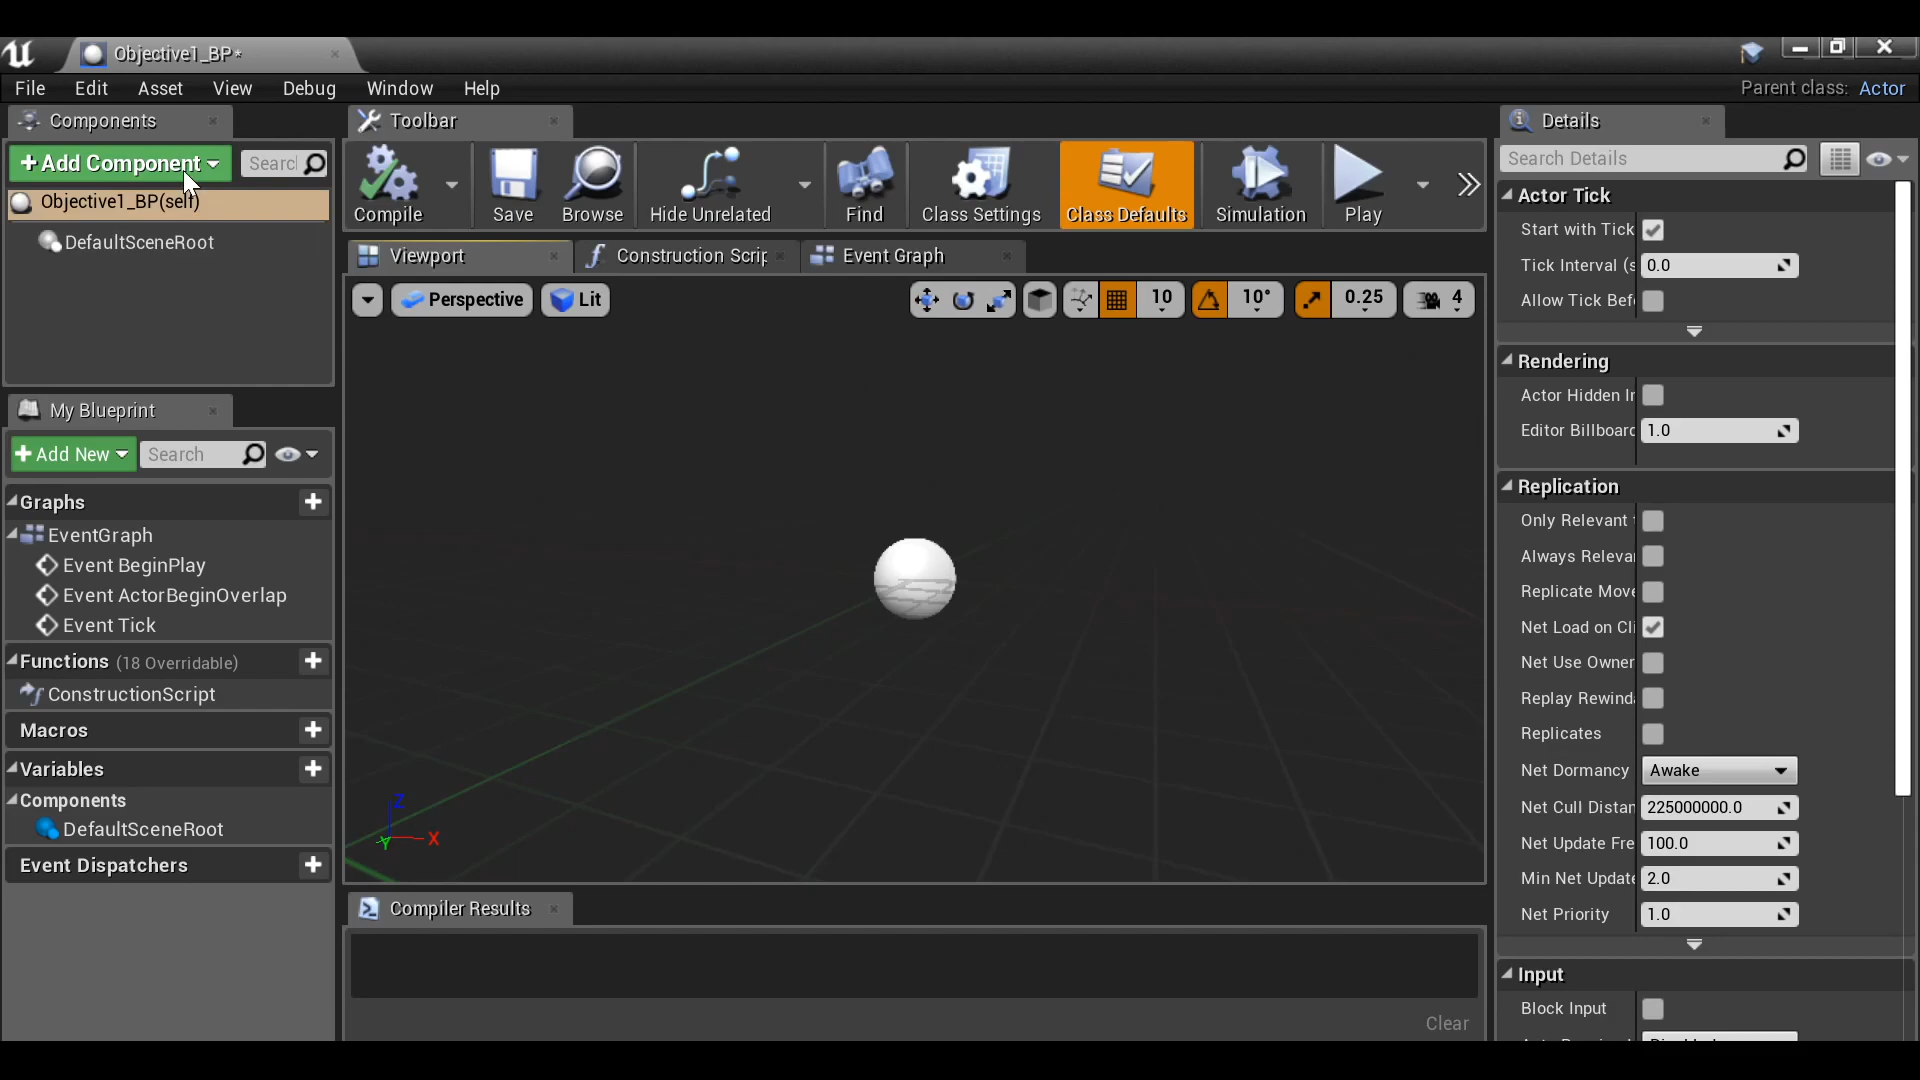 Objective1_BP*
File Edit Asset View Debug Window Help
Parent class: Actor
Components
+Add Component
Searcl
Objective1_BP(self)
DefaultSceneRoot
My Blueprint
+Add New
Search
Graphs
EventGraph
Event BeginPlay
Event ActorBeginOverlap
Event Tick
Functions (18 Overridable)
ConstructionScript
Macros
Variables
Components
DefaultSceneRoot
Event Dispatchers
Toolbar
Compile
Save
Browse
Hide Unrelated
Find
Class Settings
Class Defaults
Simulation
Play
Viewport
Construction Scrip
Event Graph
Perspective
Lit
10
10°
0.25
4
Z
X
Y
Compiler Results
Clear
Details
Search Details
Actor Tick
Start with Tick
Tick Interval (s
0.0
Allow Tick Bef
Rendering
Actor Hidden In
Editor Billboard
1.0
Replication
Only Relevant
Always Releva
Replicate Move
Net Load on Cli
Net Use Owner
Replay Rewind
Replicates
Net Dormancy
Awake
Net Cull Distan
225000000.0
Net Update Fre
100.0
Min Net Update
2.0
Net Priority
1.0
Input
Block Input